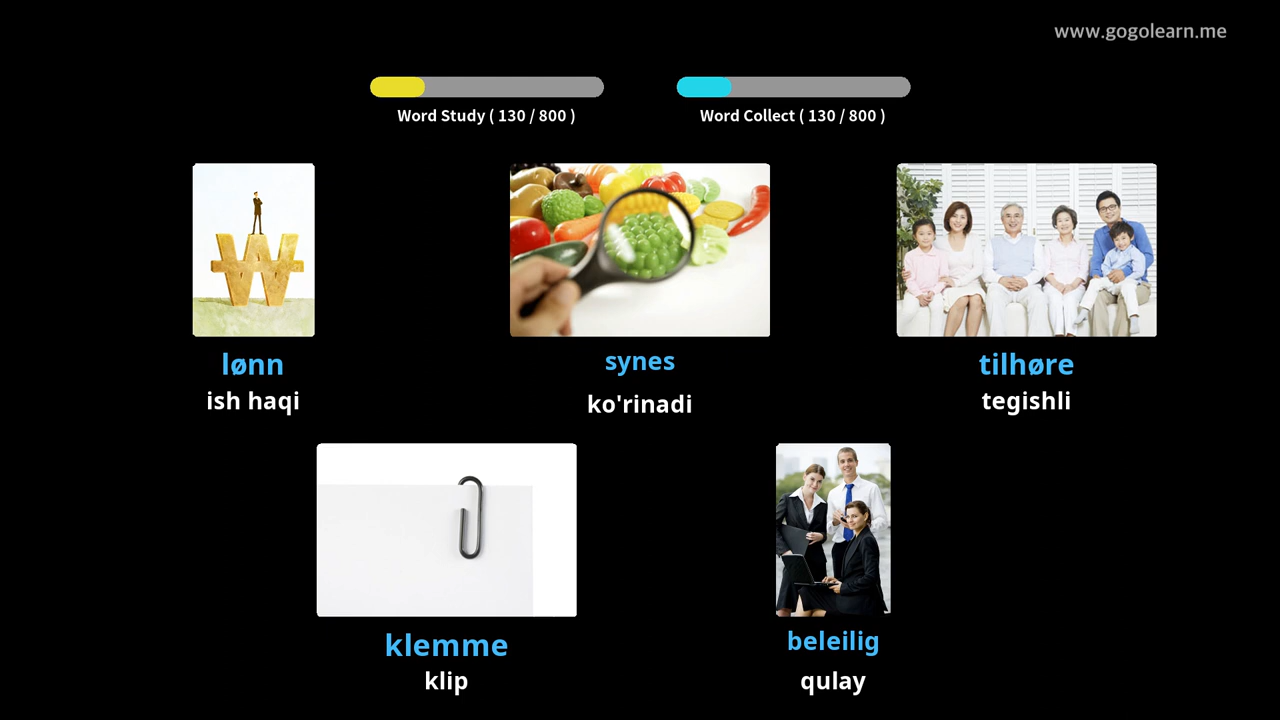 www.gogolearn.me
Word Study ( 130 / 800 )
Word Collect ( 130 / 800 )
lønn
ish haqi
synes
ko'rinadi
tilhøre
tegishli
klemme
klip
beleilig
qulay